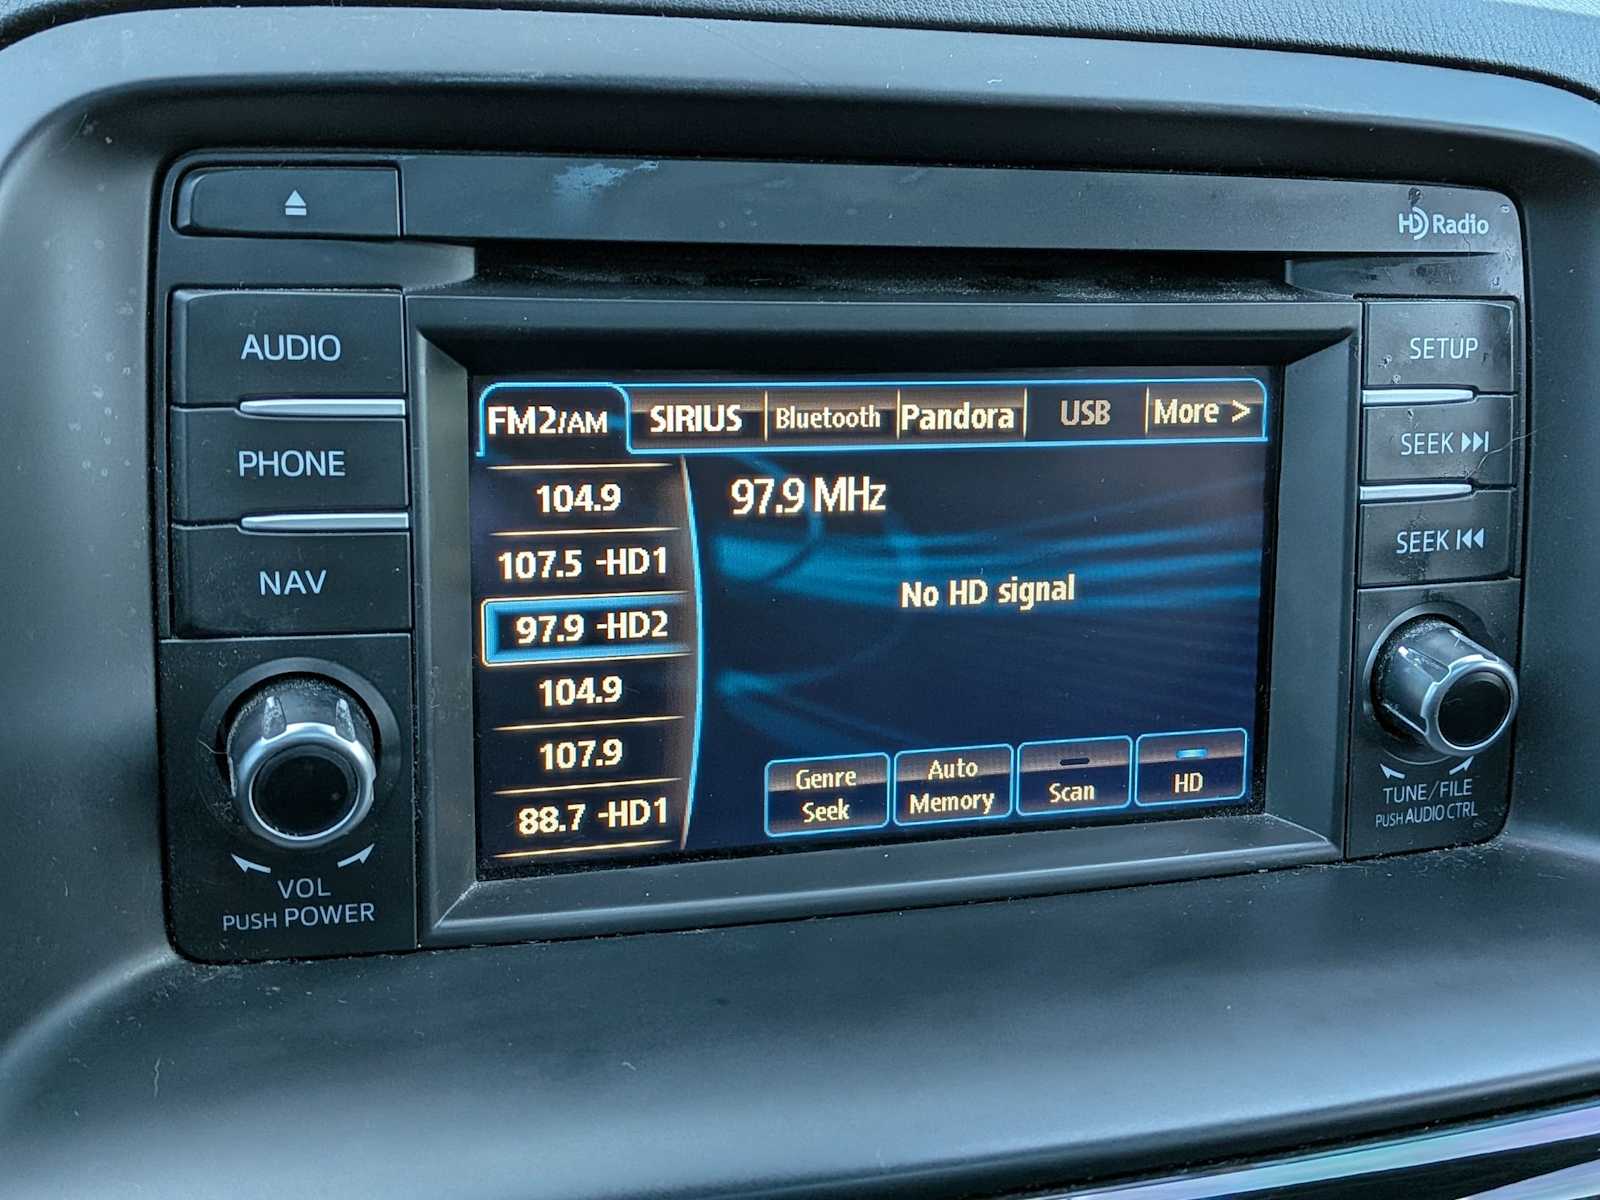 HD Radio
AUDIO
PHONE
NAV
VOL
PUSH POWER
FM2/AM
SIRIUS
Bluetooth
Pandora
USB
More >
104.9
107.5 -HD1
97.9 -HD2
104.9
107.9
88.7 -HD1
97.9 MHz
No HD signal
Genre
Seek
Auto
Memory
Scan
HD
SETUP
SEEK
SEEK
TUNE/FILE
PUSH AUDIO CTRL